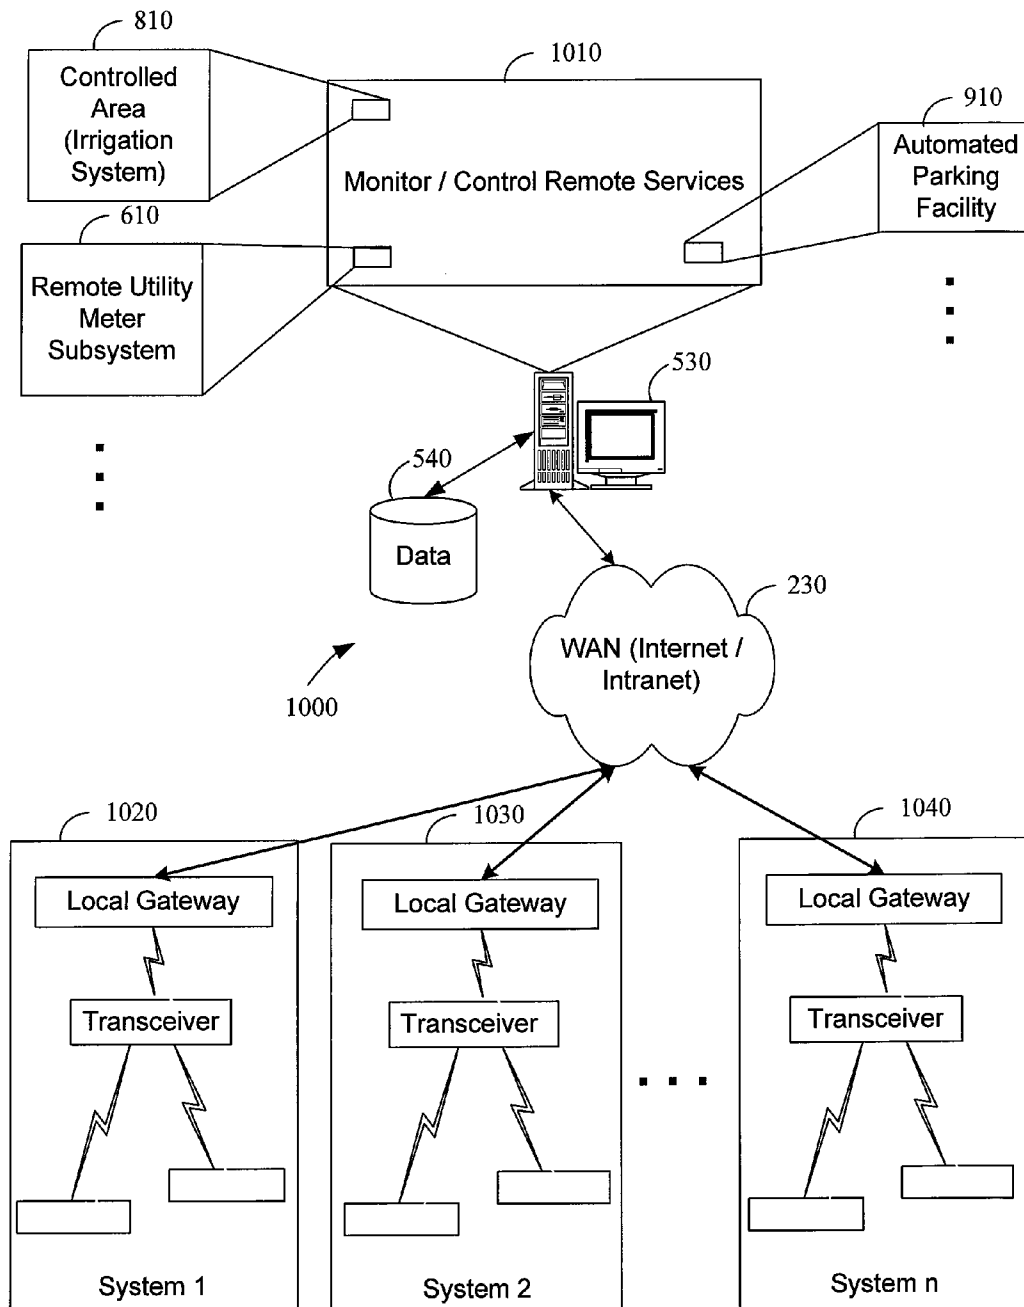 810
1010
Controlled
Area
(Irrigation
System)
910
Automated
Parking
Facility
Monitor / Control Remote Services
610
Remote Utility
Meter
Subsystem
530
540
Data
230
WAN (Internet /
Intranet)
1000
1020
Local Gateway
Transceiver
System 1
1030
Local Gateway
Transceiver
System 2
1040
Local Gateway
Transceiver
System n